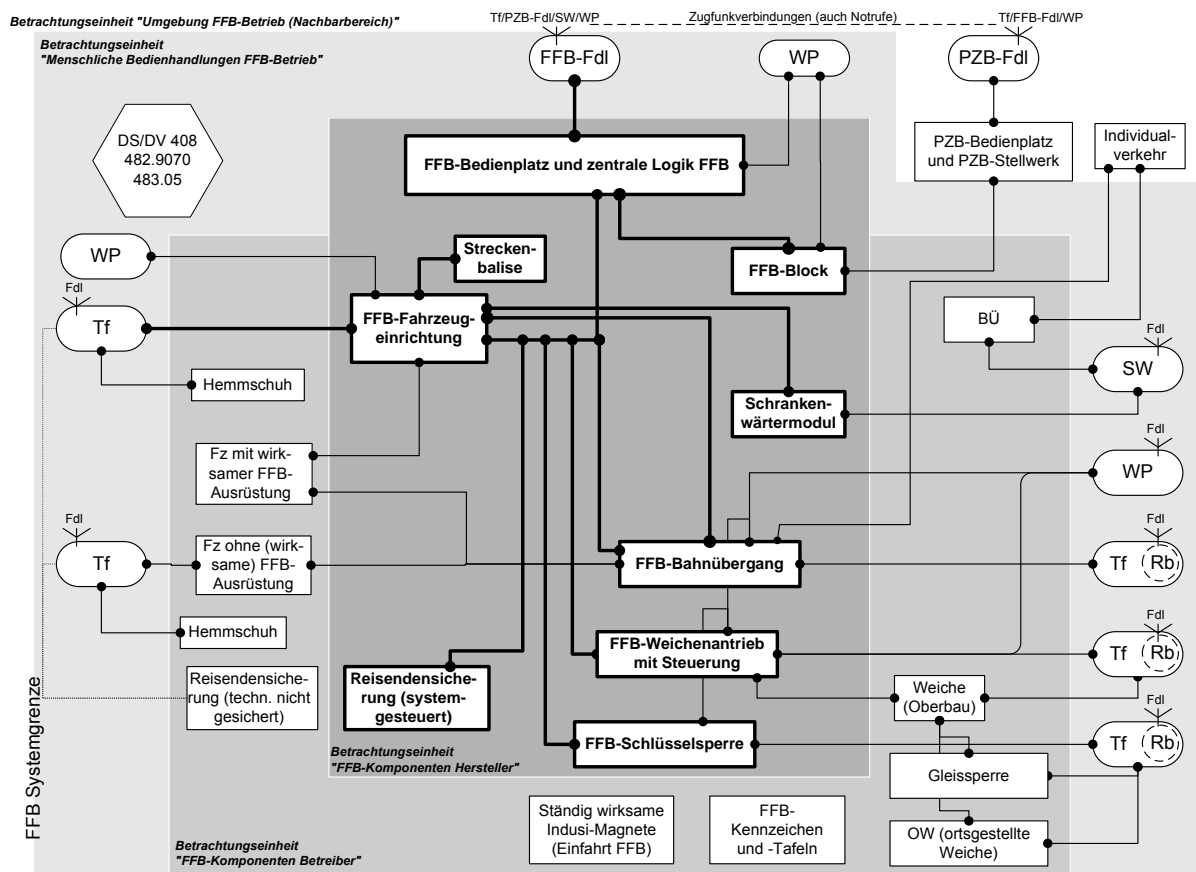 Betrachtungseinheit "Umgebung FFB-Betrieb (Nachbarbereich)"
Tf/PZB-Fdl/SW/WP
Zugfunkverbindungen (auch Notrufe)
Tf/FFB-Fdl/WP
Betrachtungseinheit
"Menschliche Bedienhandlungen FFB-Betrieb"
FFB-Fdl
WP
PZB-Fdl
DS/DV 408
482.9070
483.05
FFB-Bedienplatz und zentrale Logik FFB
PZB-Bedienplatz
und PZB-Stellwerk
Individual-
verkehr
WP
Strecken-
balise
FFB-Block
Fdl
Tf
FFB-Fahrzeug-
einrichtung
BÜ
Fdl
SW
Hemmschuh
Schranken-
wärtermodul
Fz mit wirk-
samer FFB-
Ausrüstung
Fdl
WP
Fdl
Tf
Fz ohne (wirk-
same) FFB-
Ausrüstung
FFB-Bahnübergang
Fdl
Tf
Rb
Hemmschuh
FFB-Weichenantrieb
mit Steuerung
Fdl
Tf
Rb
Reisendensiche-
rung (techn. nicht
gesichert)
Reisendensiche-
rung (system-
gesteuert)
Weiche
(Oberbau)
FFB-Schlüsselsperre
Fdl
Tf
Rb
Betrachtungseinheit
"FFB-Komponenten Hersteller"
Gleissperre
FFB Systemgrenze
Ständig wirksame
Indusi-Magnete
(Einfahrt FFB)
FFB-
Kennzeichen
und -Tafeln
OW (ortsgestellte
Weiche)
Betrachtungseinheit
"FFB-Komponenten Betreiber"